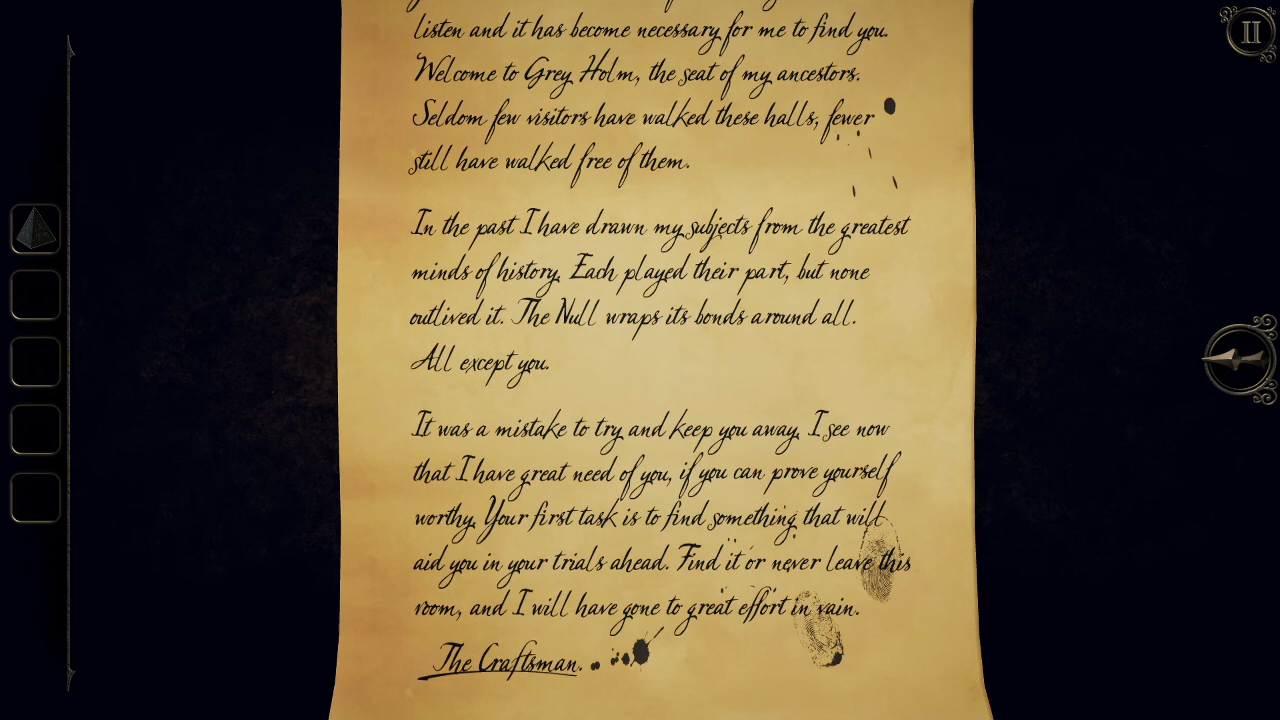 listen and it has become necessary for me to find you.
Welcome to Grey Holm, the seat of my ancestors.
Seldom few visitors have walked these halls, fewer
still have walked free of them.
In the past I have drawn my subjects from the greatest
minds of history. Each played their part, but none
outlived it. The Null wraps its bonds around all.
All except you.
It was a mistake to try and keep you away. I see now
that I have great need of you, if you can prove yourself
worthy. Your first task is to find something that will
aid you in your trials ahead. Find it or never leave this
room, and I will have gone to great effort in vain.
The Craftsman.